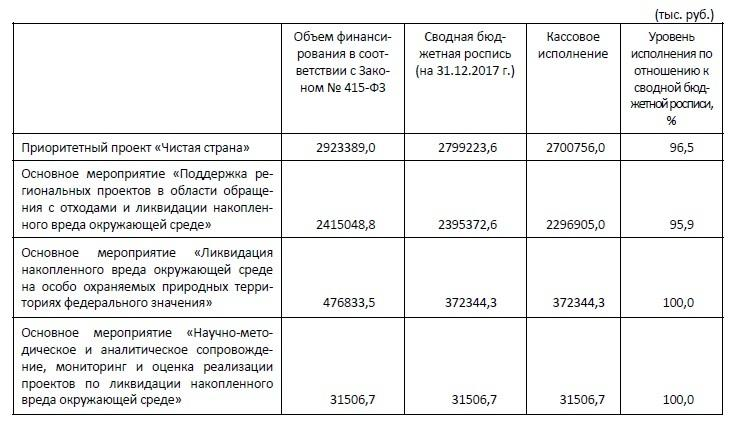 (тыс. руб.)
Объем финанси-
рования в соот-
ветствии с Зако-
ном № 415-ФЗ
Сводная бюд-
жетная роспись
(на 31.12.2017 г.)
Кассовое
исполнение
Уровень
исполнения по
отношению к
сводной бюд-
жетной росписи,
%
Приоритетный проект «Чистая страна» 2923389,0 2799223,6 2700756,0 96,5
Основное мероприятие «Поддержка ре-
гиональных проектов в области обраще-
ния с отходами и ликвидации накоплен-
ного вреда окружающей среде» 2415048,8 2395372,6 2296905,0 95,9
Основное мероприятие «Ликвидация
накопленного вреда окружающей среде
на особо охраняемых природных терри-
ториях федерального значения» 476833,5 372344,3 372344,3 100,0
Основное мероприятие «Научно-мето-
дическое и аналитическое сопровожде-
ние, мониторинг и оценка реализации
проектов по ликвидации накопленного
вреда окружающей среде» 31506,7 31506,7 31506,7 100,0